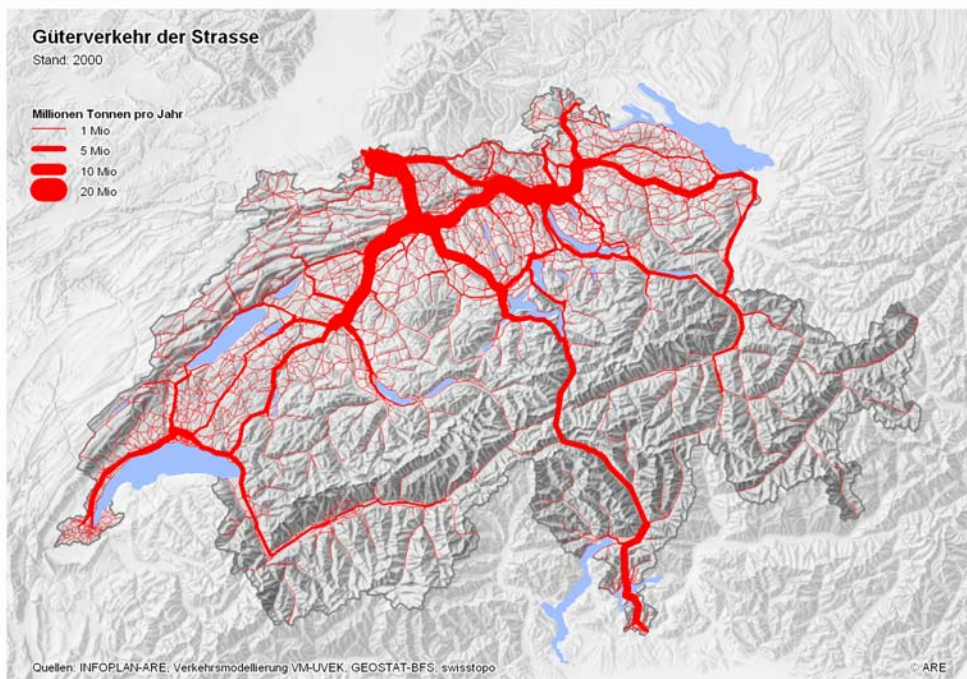 Güterverkehr der Strasse
Stand: 2000
Millionen Tonnen pro Jahr
1 Mio
5 Mio
10 Mio
20 Mio
Quellen: INFOPLAN-ARE, Verkehrsmodellierung VM-UVEK, GEOSTAT-BFS, swisstopo
© ARE